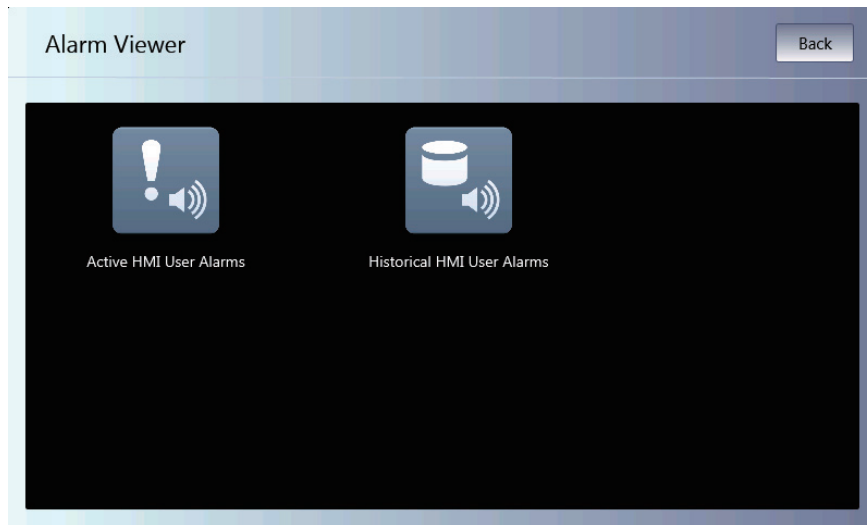 Alarm Viewer
Back
Active HMI User Alarms
Historical HMI User Alarms